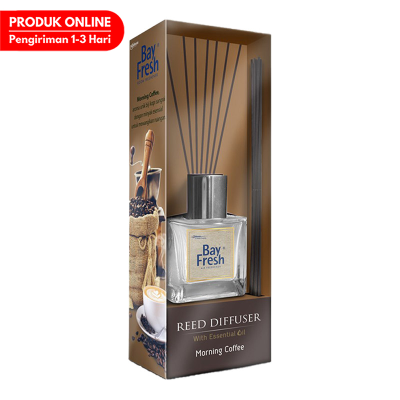 PRODUK ONLINE
Pengiriman 1-3 Hari
Bay
Fresh
Morning Coffee
Bay
Fresh
REED DIFFUSER
With Essential Oil
Morning Coffee